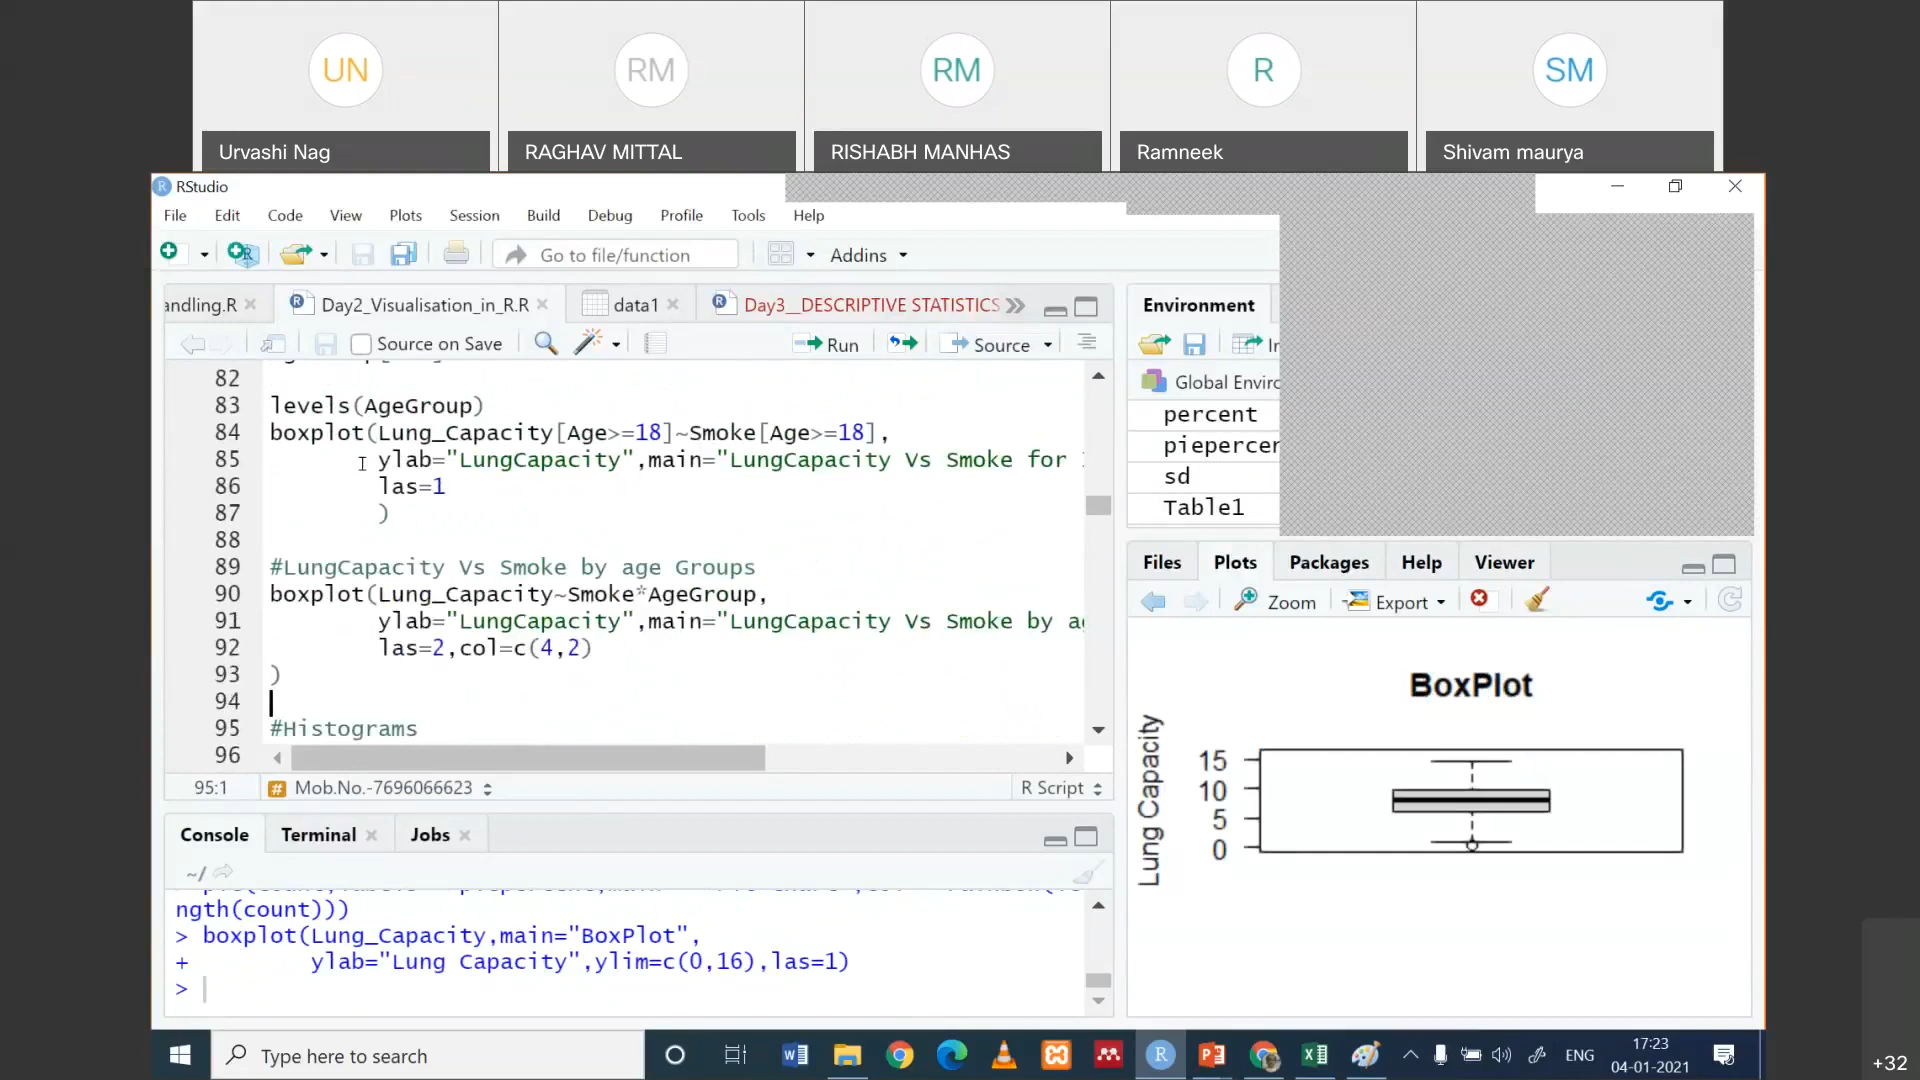 UN
RM
RM
R
SM
Urvashi Nag
RAGHAV MITTAL
RISHABH MANHAS
Ramneek
Shivam maurya
RStudio
File Edit Code View Plots Session Build Debug Profile Tools Help
Go to file/function
Addins
andling.R
Day2_Visualisation_in_R.R
data1
Day3__DESCRIPTIVE STATISTICS
Source on Save
Run
Source
82
83 levels(AgeGroup)
84 boxplot(Lung_Capacity[Age>=18]~Smoke[Age>=18],
85 ylab="LungCapacity",main="LungCapacity Vs Smoke for
86 las=1
87 )
88
89 #LungCapacity Vs Smoke by age Groups
90 boxplot(Lung_Capacity~Smoke*AgeGroup,
91 ylab="LungCapacity",main="LungCapacity Vs Smoke by ag
92 las=2,col=c(4,2)
93 )
94
95 #Histograms
96
95:1
# Mob.No.-7696066623
R Script
Console
Terminal
Jobs
~/
ngth(count)))
> boxplot(Lung_Capacity,main="BoxPlot",
+ ylab="Lung Capacity",ylim=c(0,16),las=1)
>
Environment
Global Enviro
percent
piepercen
sd
Table1
Files Plots Packages Help Viewer
Zoom
Export
BoxPlot
Lung Capacity
15
10
5
0
Type here to search
ENG
17:23
04-01-2021
+32